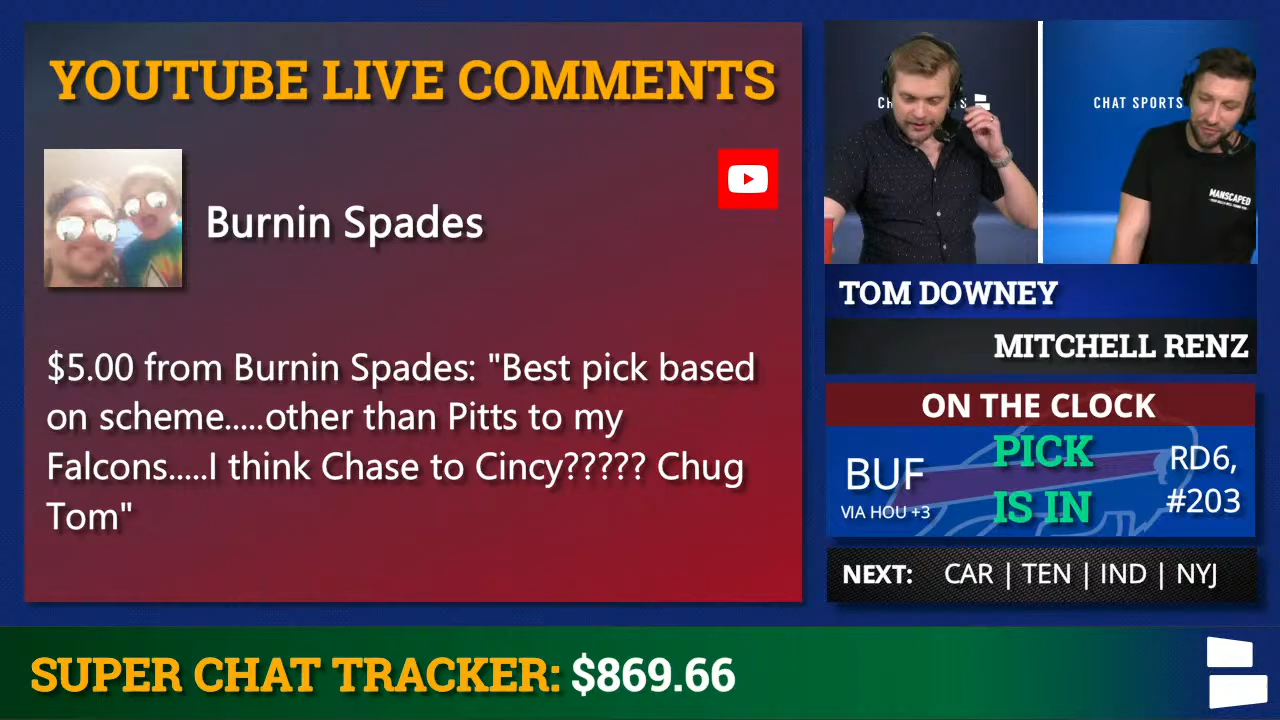 YOUTUBE LIVE COMMENTS
Burnin Spades
$5.00 from Burnin Spades: "Best pick based
on scheme.....other than Pitts to my
Falcons.....I think Chase to Cincy????? Chug
Tom"
CHAT SPORTS
MANSCAPED
TOM DOWNEY
MITCHELL RENZ
ON THE CLOCK
BUF
VIA HOU +3
PICK
IS IN
RD6,
#203
NEXT: CAR | TEN | IND | NYJ
SUPER CHAT TRACKER: $869.66